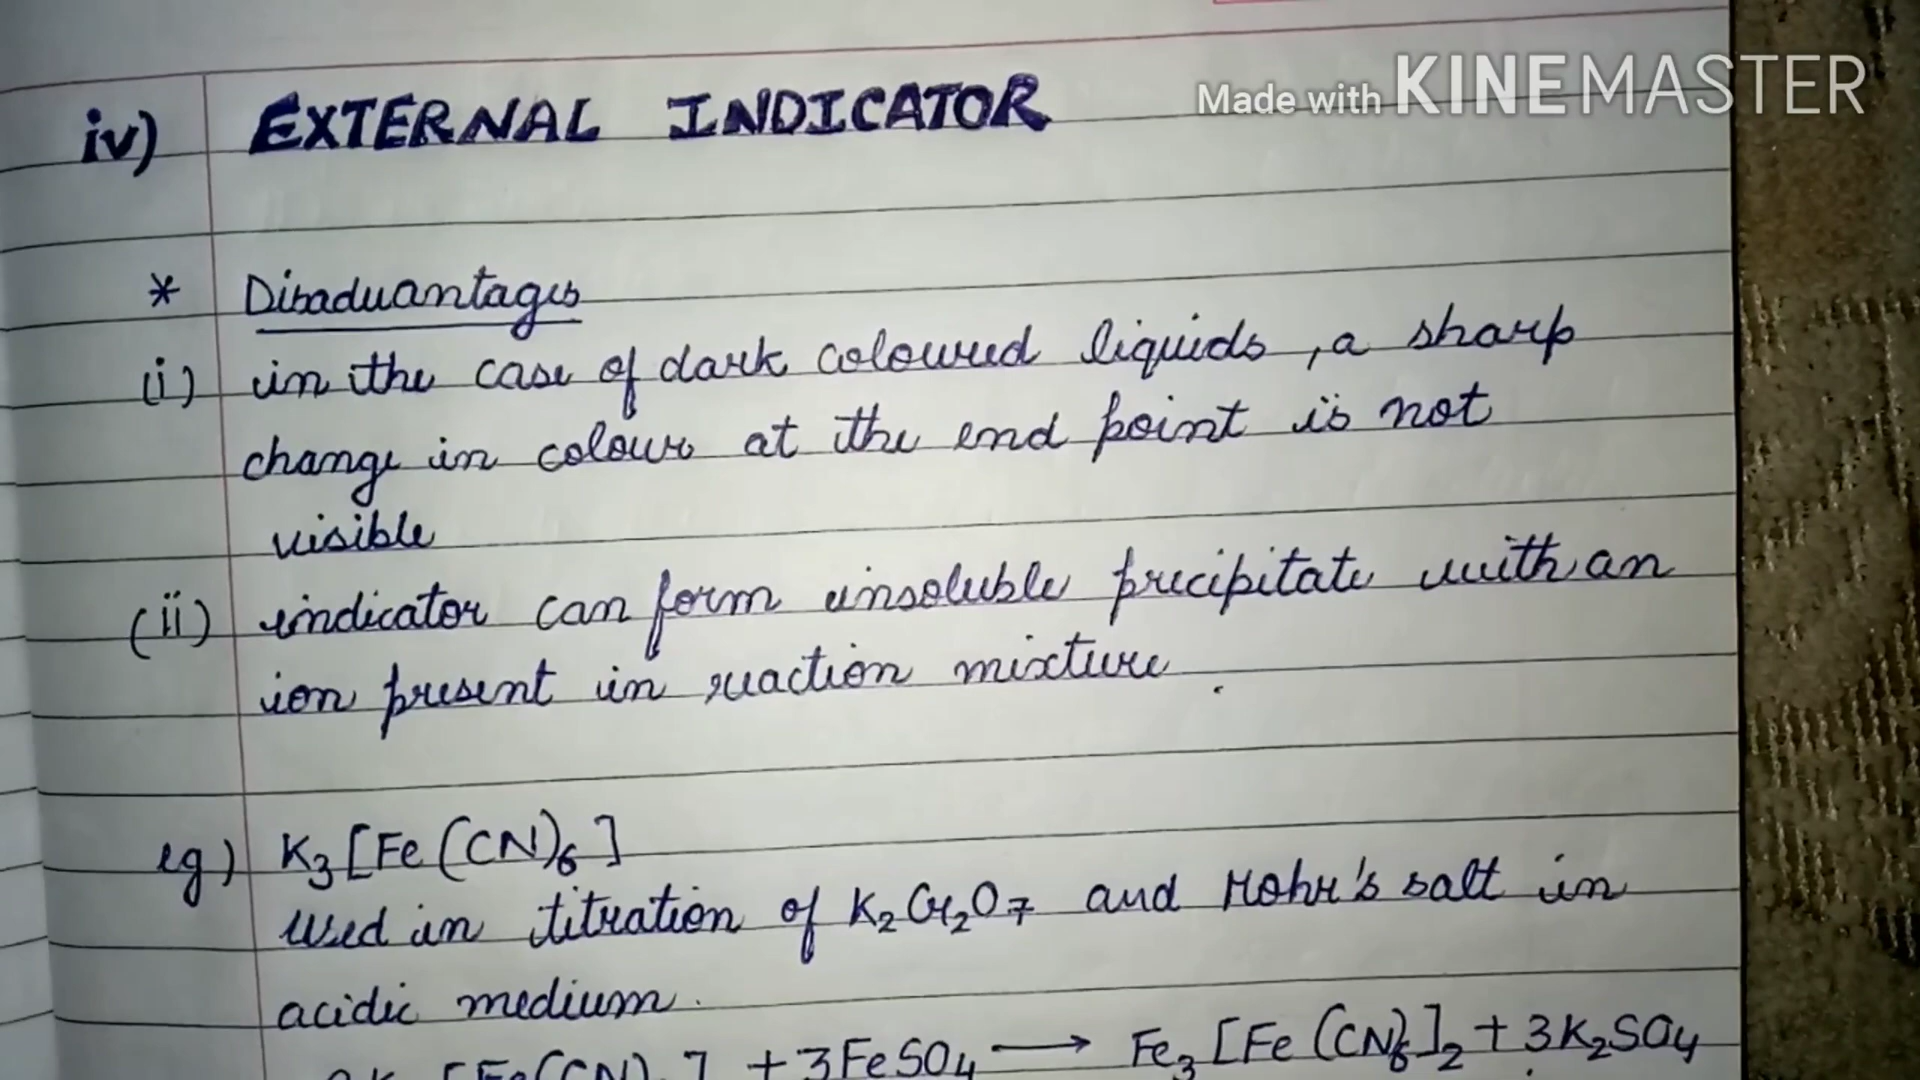 Made with KINEMASTER
iv) EXTERNAL INDICATOR
* Disadvantages
(i) in the case of dark coloured liquids, a sharp
change in colour at the end point is not
visible
(ii) indicator can form insoluble precipitate with an
ion present in reaction mixture
eg) K₃[Fe(CN)₆]
used in titration of K₂Cr₂O₇ and Mohr's salt in
acidic medium.
[Fe(CN) ] + 3FeSO₄ → Fe₃[Fe(CN)₆]₂ + 3K₂SO₄